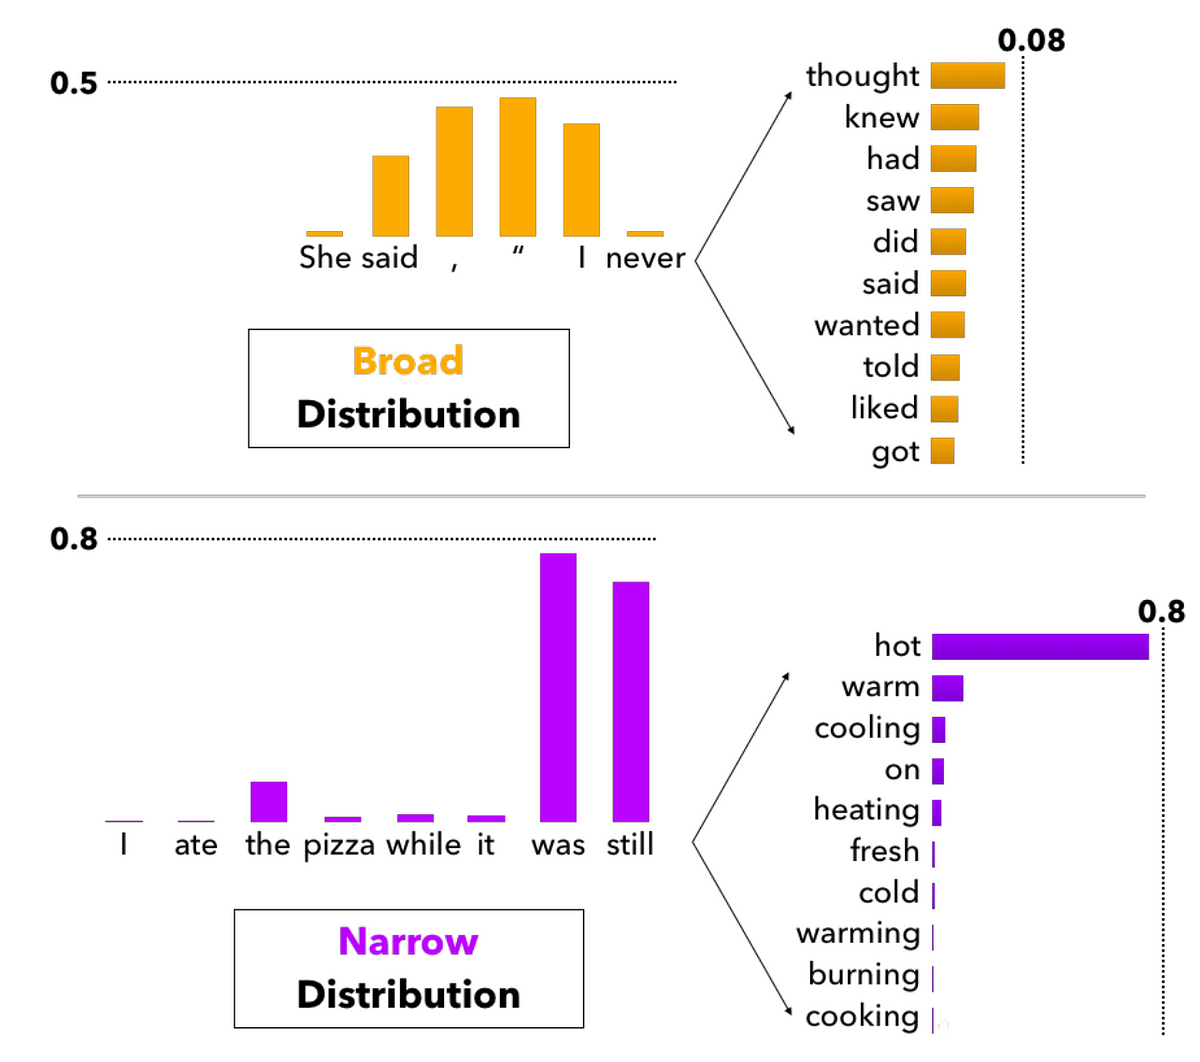 0.5
She said , “ I never
Broad
Distribution
0.08
thought
knew
had
saw
did
said
wanted
told
liked
got
0.8
I ate the pizza while it was still
Narrow
Distribution
0.8
hot
warm
cooling
on
heating
fresh
cold
warming
burning
cooking